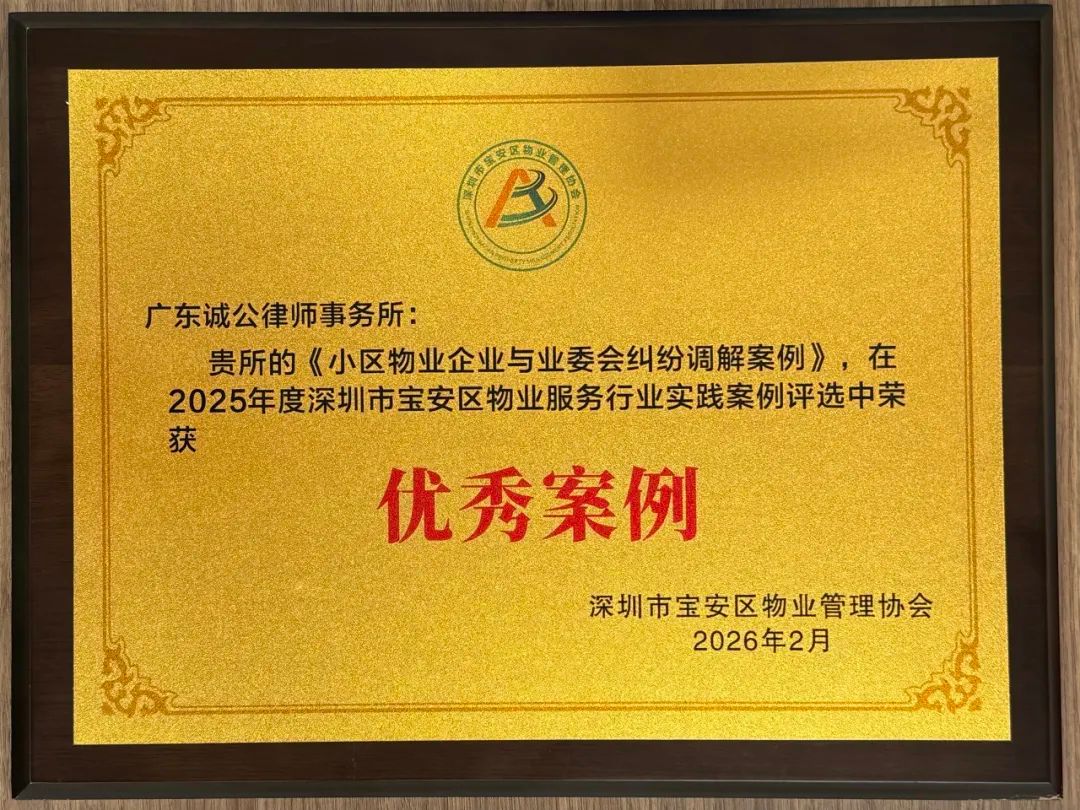 深圳市宝安区物业管理协会
广东诚公律师事务所：
贵所的《小区物业企业与业委会纠纷调解案例》，在
2025年度深圳市宝安区物业服务行业实践案例评选中荣
获
优秀案例
深圳市宝安区物业管理协会
2026年2月